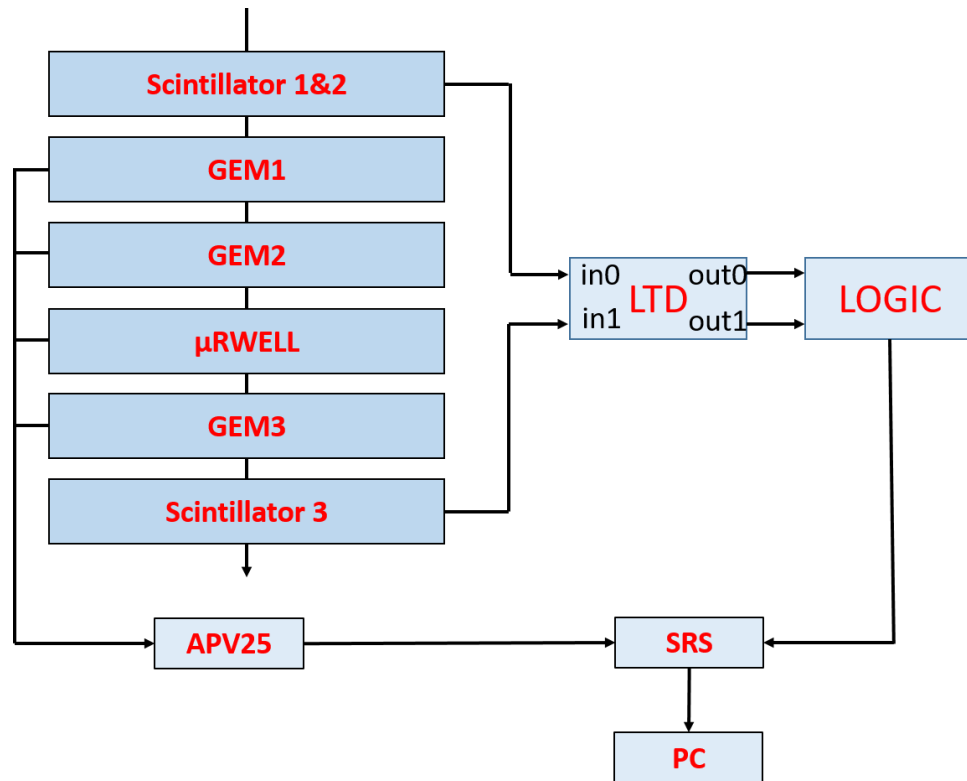 Scintillator 1&2
GEM1
GEM2
µRWELL
GEM3
Scintillator 3
in0
in1
LTD
out0
out1
LOGIC
APV25
SRS
PC